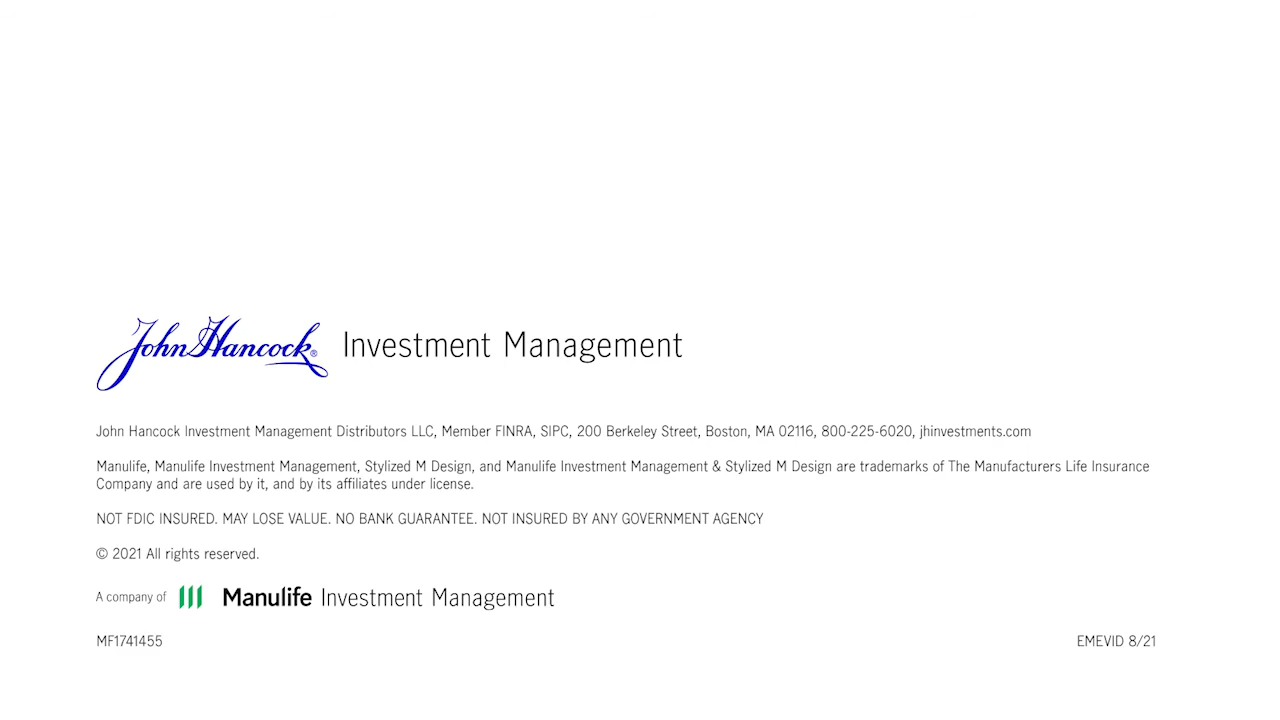 John Hancock® Investment Management
John Hancock Investment Management Distributors LLC, Member FINRA, SIPC, 200 Berkeley Street, Boston, MA 02116, 800-225-6020, jhinvestments.com
Manulife, Manulife Investment Management, Stylized M Design, and Manulife Investment Management & Stylized M Design are trademarks of The Manufacturers Life Insurance
Company and are used by it, and by its affiliates under license.
NOT FDIC INSURED. MAY LOSE VALUE. NO BANK GUARANTEE. NOT INSURED BY ANY GOVERNMENT AGENCY
© 2021 All rights reserved.
A company of Manulife Investment Management
MF1741455 EMEVID 8/21